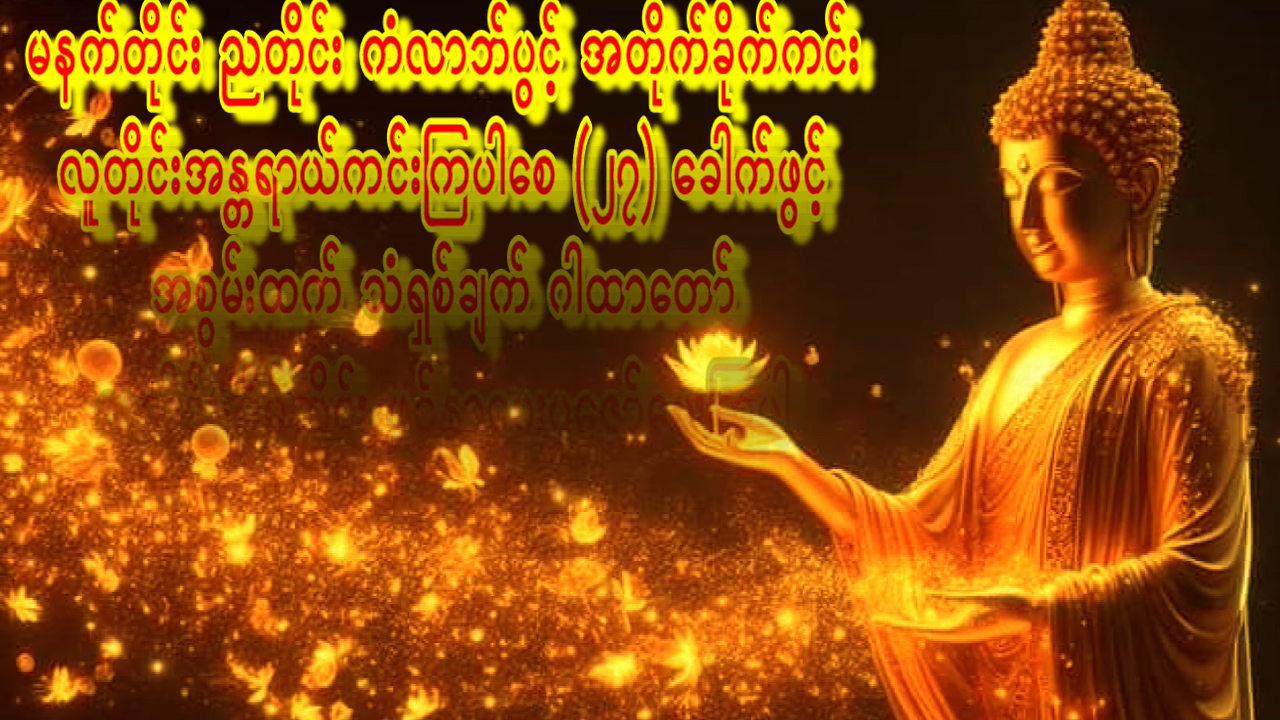 မနက်တိုင်း ညတိုင်း ကံလာဘ်ပွင့် အတိုက်ခိုက်ကင်း
လူတိုင်းအန္တရာယ်ကင်းကြပါစေ (၂၇) ခေါက်ဖွင့်
အစွမ်းထက် သံရှစ်ချက် ဂါထာတော်